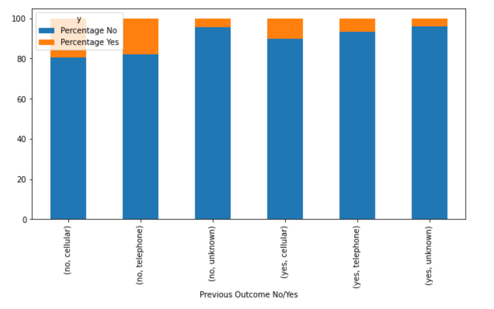 y
Percentage No
Percentage Yes
100
80
60
40
20
0
(no, cellular)
(no, telephone)
(no, unknown)
(yes, cellular)
(yes, telephone)
(yes, unknown)
Previous Outcome No/Yes